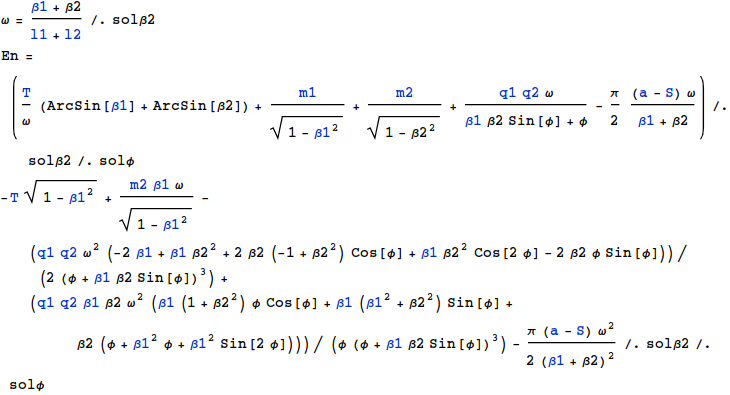 ω = (β1 + β2)/(l1 + l2) /. solβ2
En =
(T/ω (ArcSin[β1] + ArcSin[β2]) + m1/√(1 - β1²) + m2/√(1 - β2²) + (q1 q2 ω)/(β1 β2 Sin[ϕ] + ϕ) - π/2 ((a - S) ω)/(β1 + β2)) /.
solβ2 /. solϕ
-T √(1 - β1²) + (m2 β1 ω)/√(1 - β1²) -
(q1 q2 ω² (-2 β1 + β1 β2² + 2 β2 (-1 + β2²) Cos[ϕ] + β1 β2² Cos[2 ϕ] - 2 β2 ϕ Sin[ϕ])) /
(2 (ϕ + β1 β2 Sin[ϕ])³) +
(q1 q2 β1 β2 ω² (β1 (1 + β2²) ϕ Cos[ϕ] + β1 (β1² + β2²) Sin[ϕ] +
β2 (ϕ + β1² ϕ + β1² Sin[2 ϕ]))) / (ϕ (ϕ + β1 β2 Sin[ϕ])³) - (π (a - S) ω²)/(2 (β1 + β2)²) /. solβ2 /.
solϕ